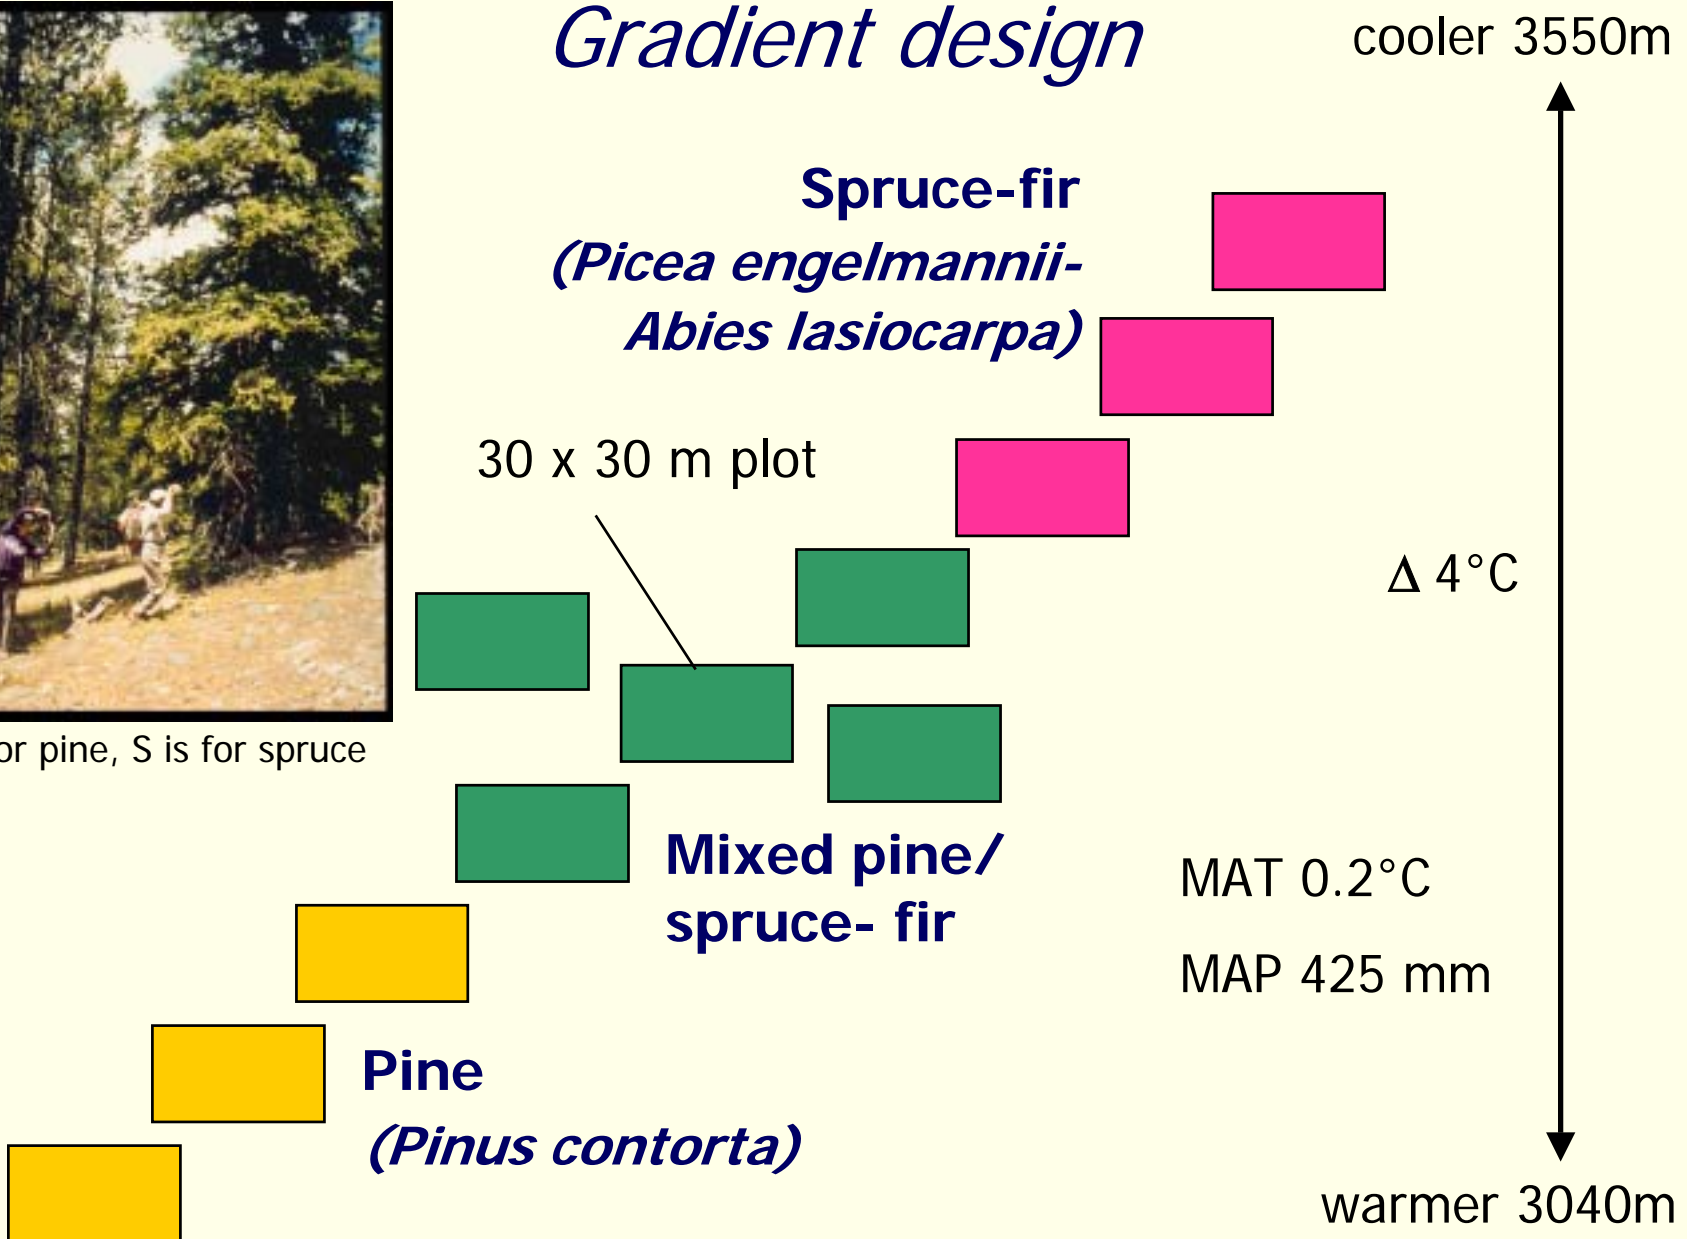 Gradient design
cooler 3550m
Spruce-fir
(Picea engelmannii-
Abies lasiocarpa)
30 x 30 m plot
Δ 4°C
or pine, S is for spruce
Mixed pine/
spruce- fir
MAT 0.2°C
MAP 425 mm
Pine
(Pinus contorta)
warmer 3040m